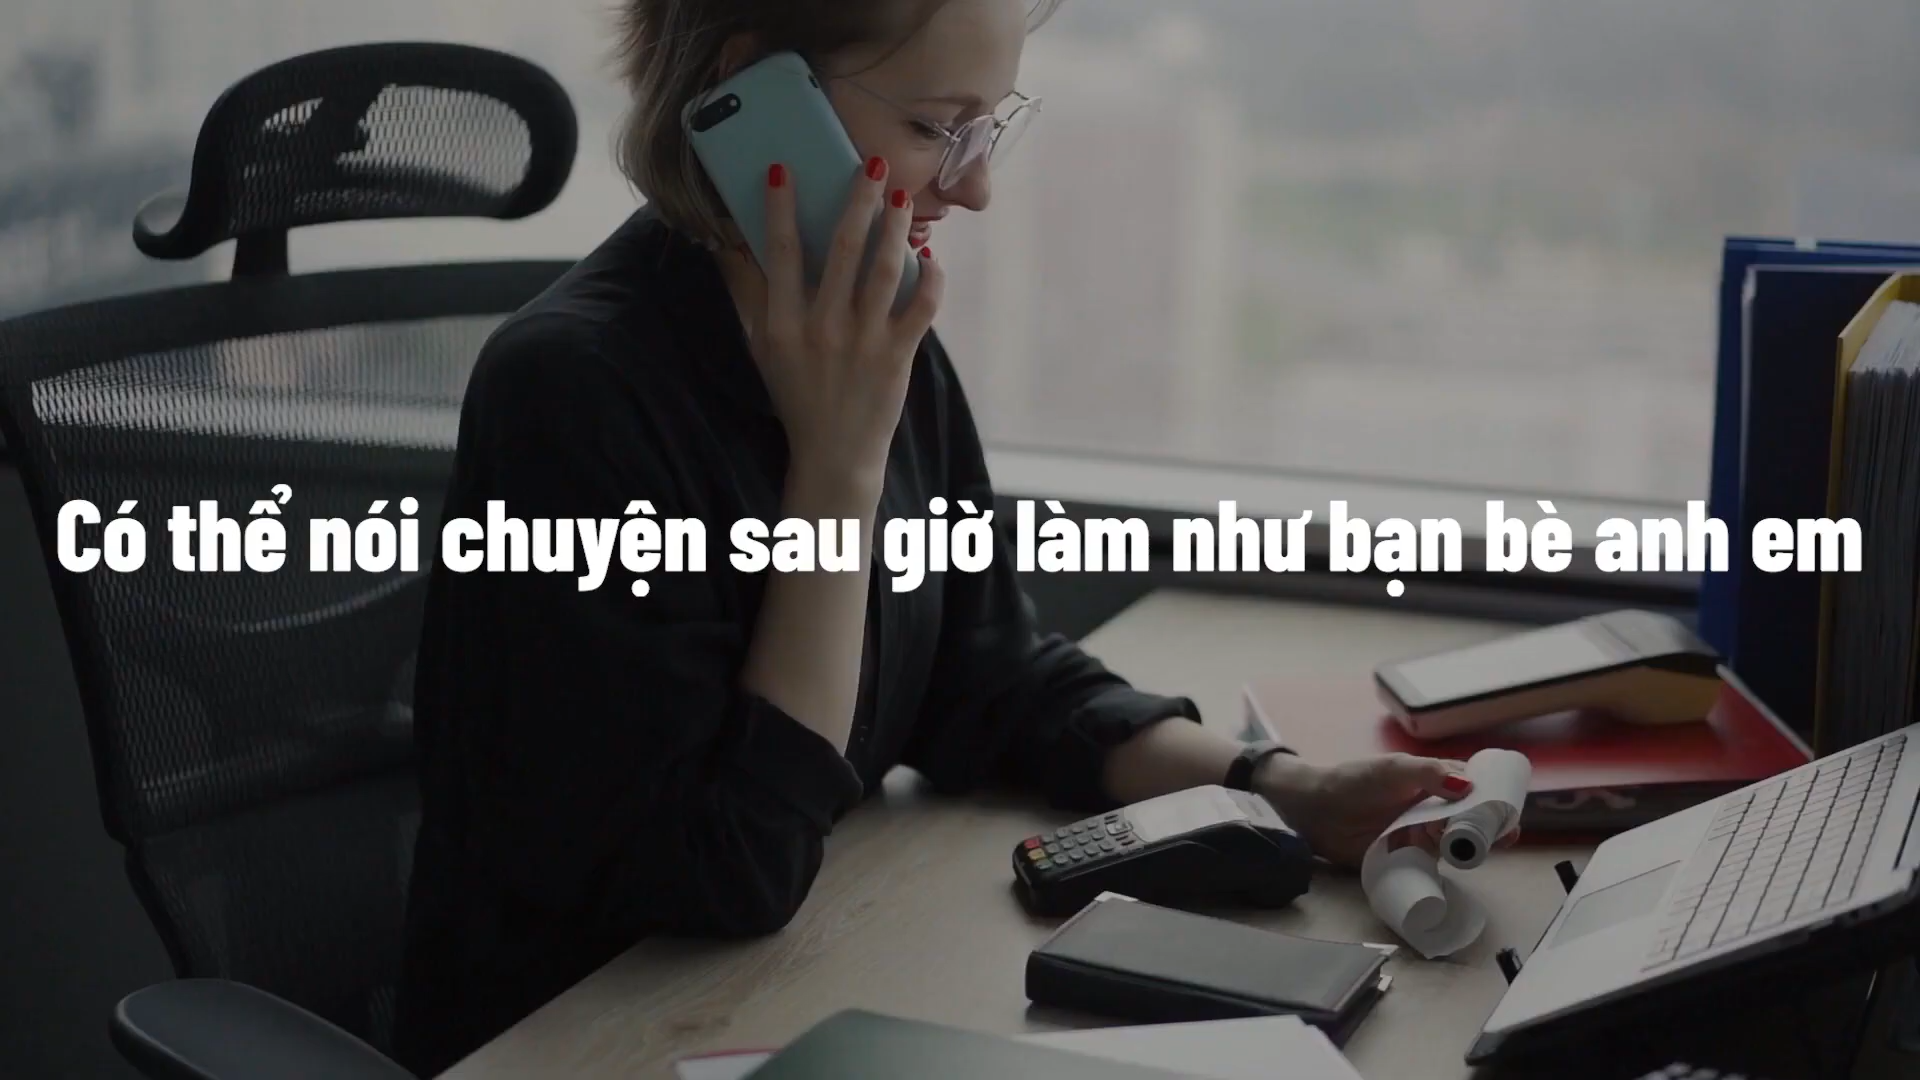 Có thể nói chuyện sau giờ làm như bạn bè anh em